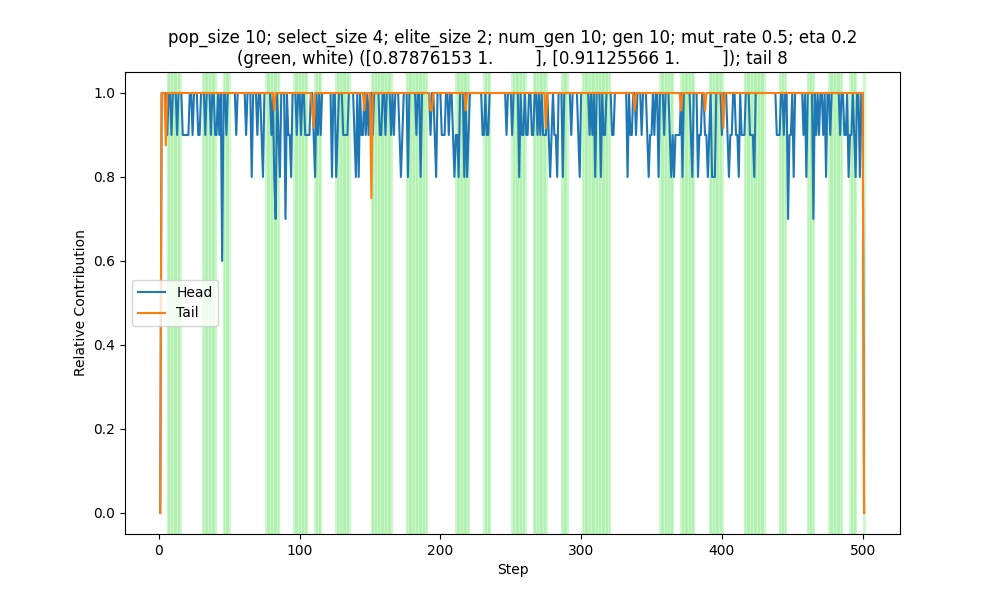 pop_size 10; select_size 4; elite_size 2; num_gen 10; gen 10; mut_rate 0.5; eta 0.2
(green, white) ([0.87876153 1.        ], [0.91125566 1.        ]); tail 8
1.0
0.8
0.6
0.4
0.2
0.0
Relative Contribution
Head
Tail
0 100 200 300 400 500
Step